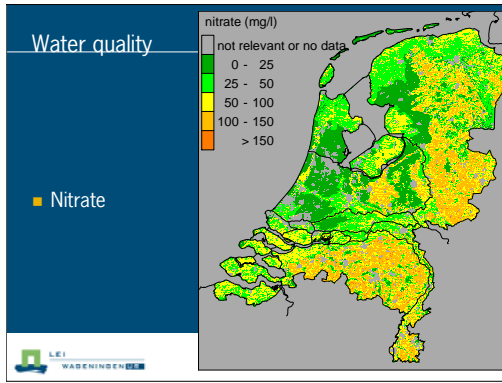 Water quality
Nitrate
LEI
WAGENINGEN UR
nitrate (mg/l)
not relevant or no data
0 - 25
25 - 50
50 - 100
100 - 150
> 150